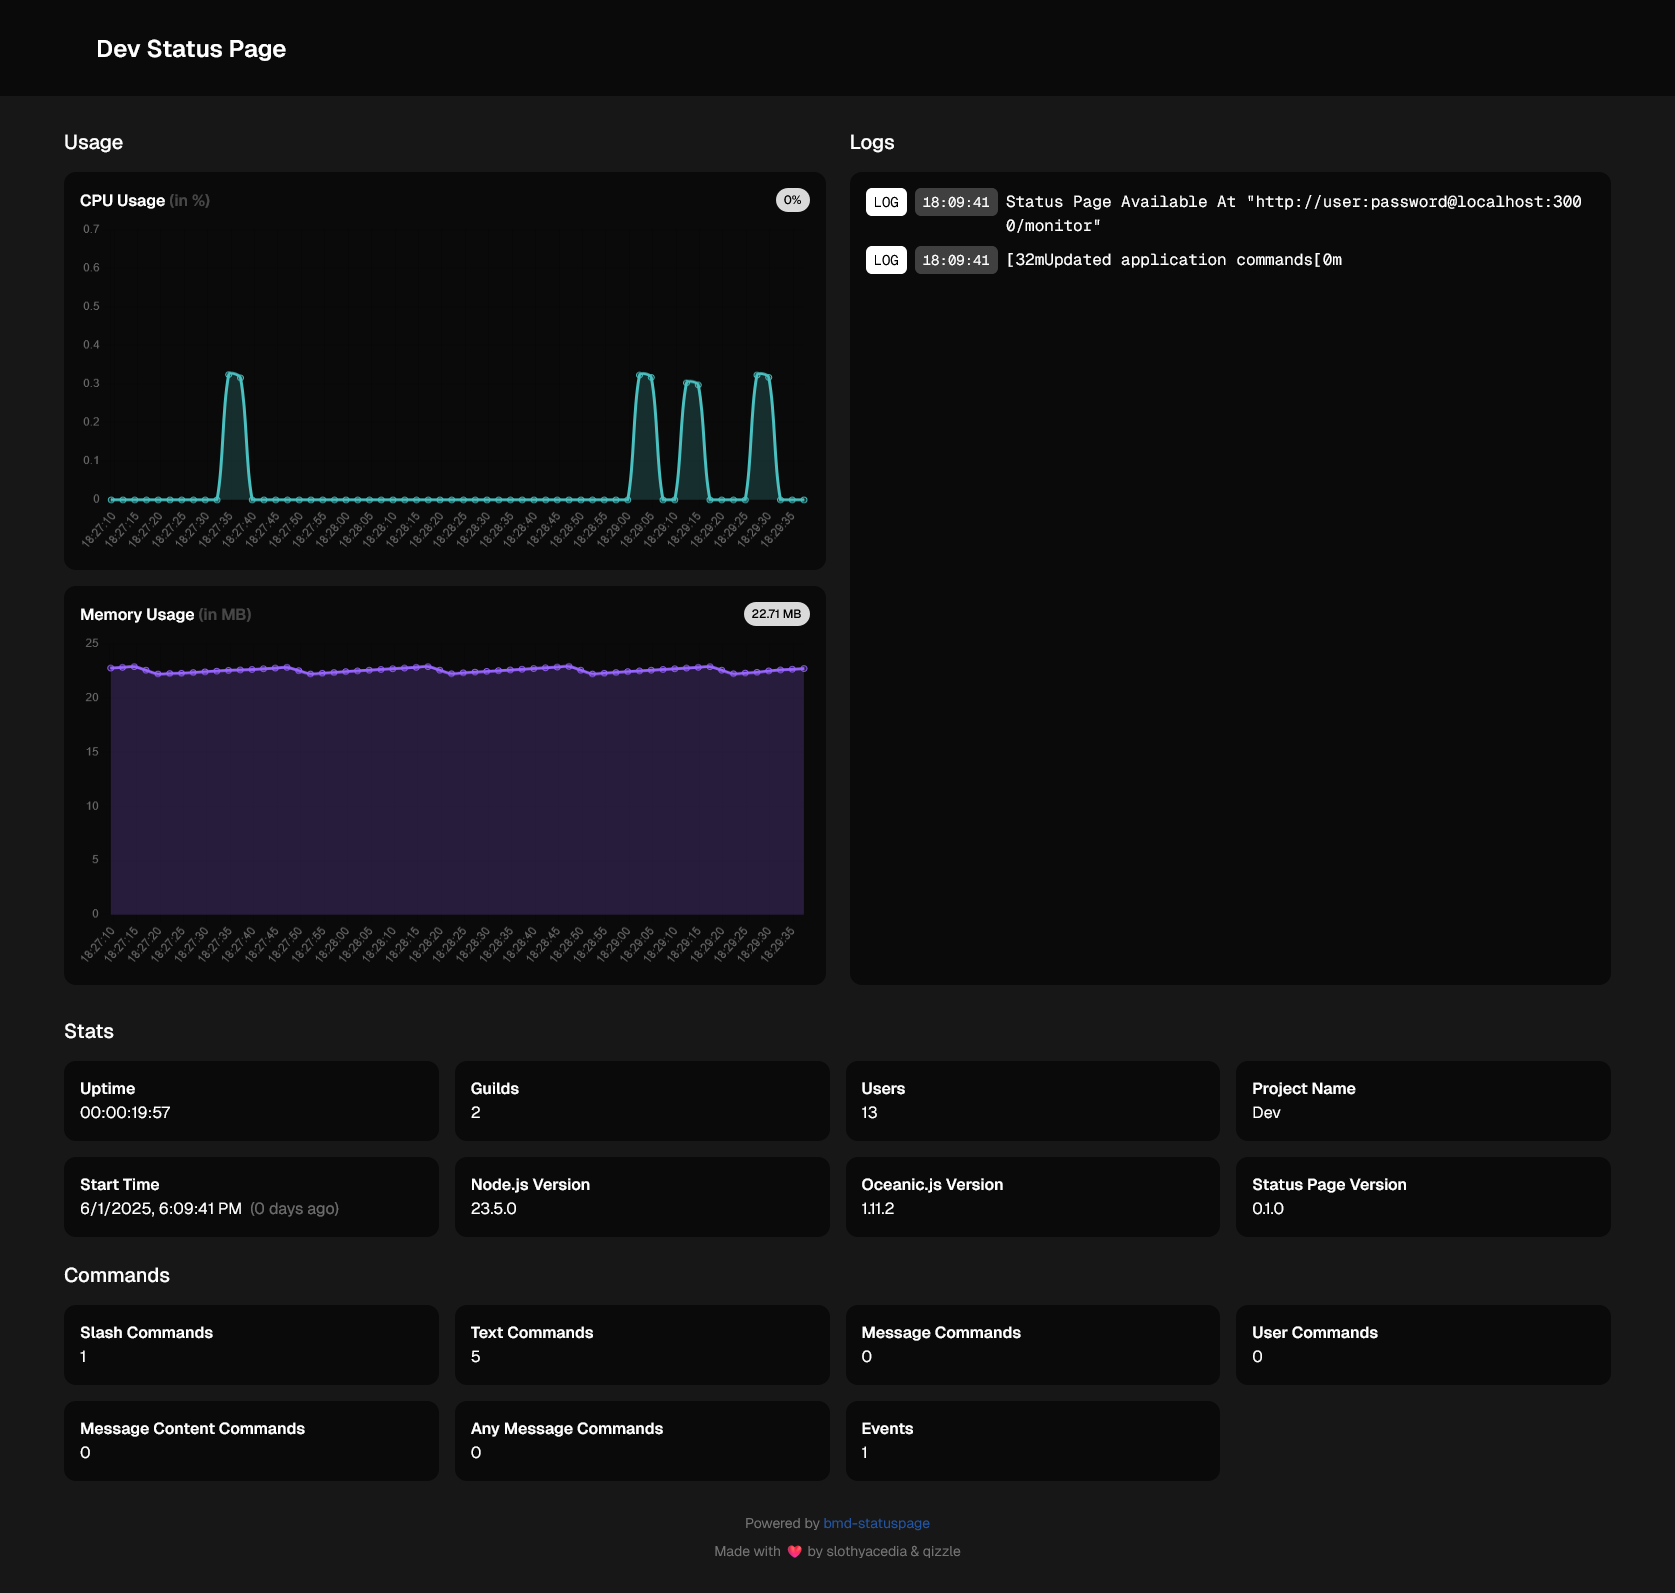 Dev Status Page
Usage
CPU Usage (in %)
0%
0.7
0.6
0.5
0.4
0.3
0.2
0.1
0
18:27:10 18:27:15 18:27:20 18:27:25 18:27:30 18:27:35 18:27:40 18:27:45 18:27:50 18:27:55 18:28:00 18:28:05 18:28:10 18:28:15 18:28:20 18:28:25 18:28:30 18:28:35 18:28:40 18:28:45 18:28:50 18:28:55 18:29:00 18:29:05 18:29:10 18:29:15 18:29:20 18:29:25 18:29:30 18:29:35
Memory Usage (in MB)
22.71 MB
25
20
15
10
5
0
18:27:10 18:27:15 18:27:20 18:27:25 18:27:30 18:27:35 18:27:40 18:27:45 18:27:50 18:27:55 18:28:00 18:28:05 18:28:10 18:28:15 18:28:20 18:28:25 18:28:30 18:28:35 18:28:40 18:28:45 18:28:50 18:28:55 18:29:00 18:29:05 18:29:10 18:29:15 18:29:20 18:29:25 18:29:30 18:29:35
Logs
LOG 18:09:41 Status Page Available At "http://user:password@localhost:300
0/monitor"
LOG 18:09:41 [32mUpdated application commands[0m
Stats
Uptime
00:00:19:57
Guilds
2
Users
13
Project Name
Dev
Start Time
6/1/2025, 6:09:41 PM (0 days ago)
Node.js Version
23.5.0
Oceanic.js Version
1.11.2
Status Page Version
0.1.0
Commands
Slash Commands
1
Text Commands
5
Message Commands
0
User Commands
0
Message Content Commands
0
Any Message Commands
0
Events
1
Powered by bmd-statuspage
Made with ❤️ by slothyacedia & qizzle